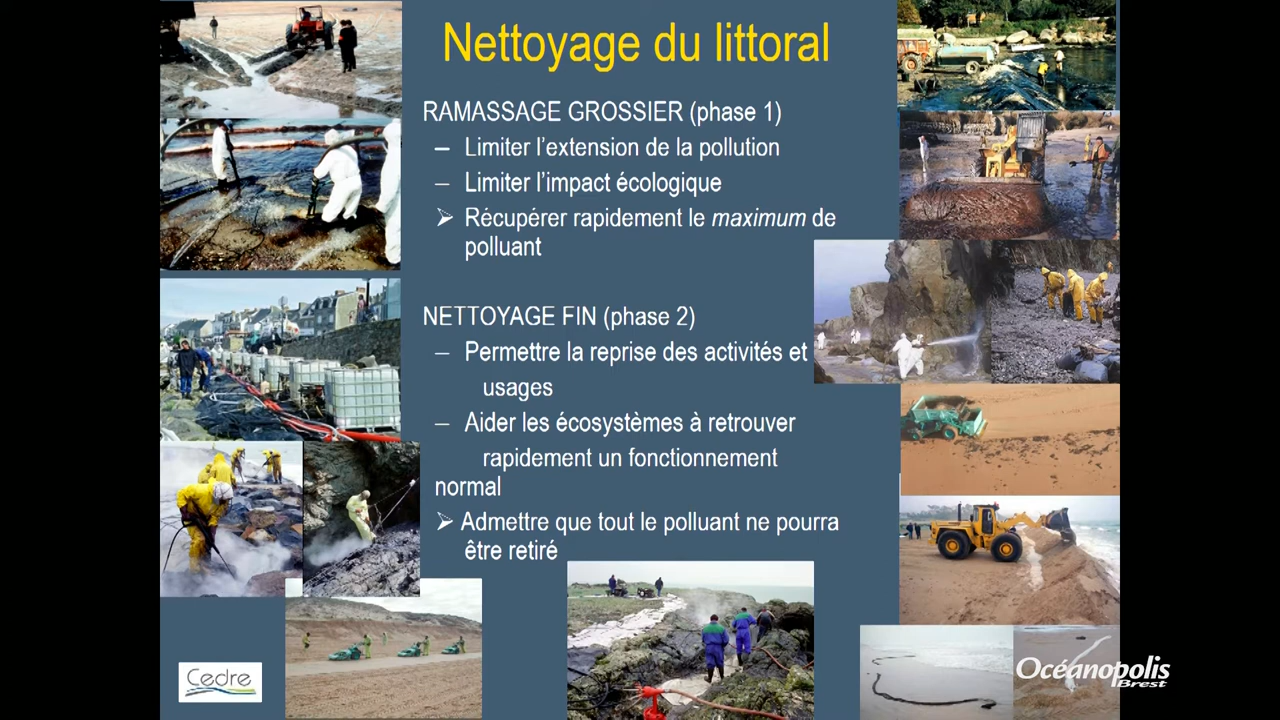 Nettoyage du littoral
RAMASSAGE GROSSIER (phase 1)
– Limiter l’extension de la pollution
– Limiter l’impact écologique
➢ Récupérer rapidement le maximum de
polluant
NETTOYAGE FIN (phase 2)
– Permettre la reprise des activités et
usages
– Aider les écosystèmes à retrouver
rapidement un fonctionnement
normal
➢ Admettre que tout le polluant ne pourra
être retiré
Cedre
Océanopolis
Brest